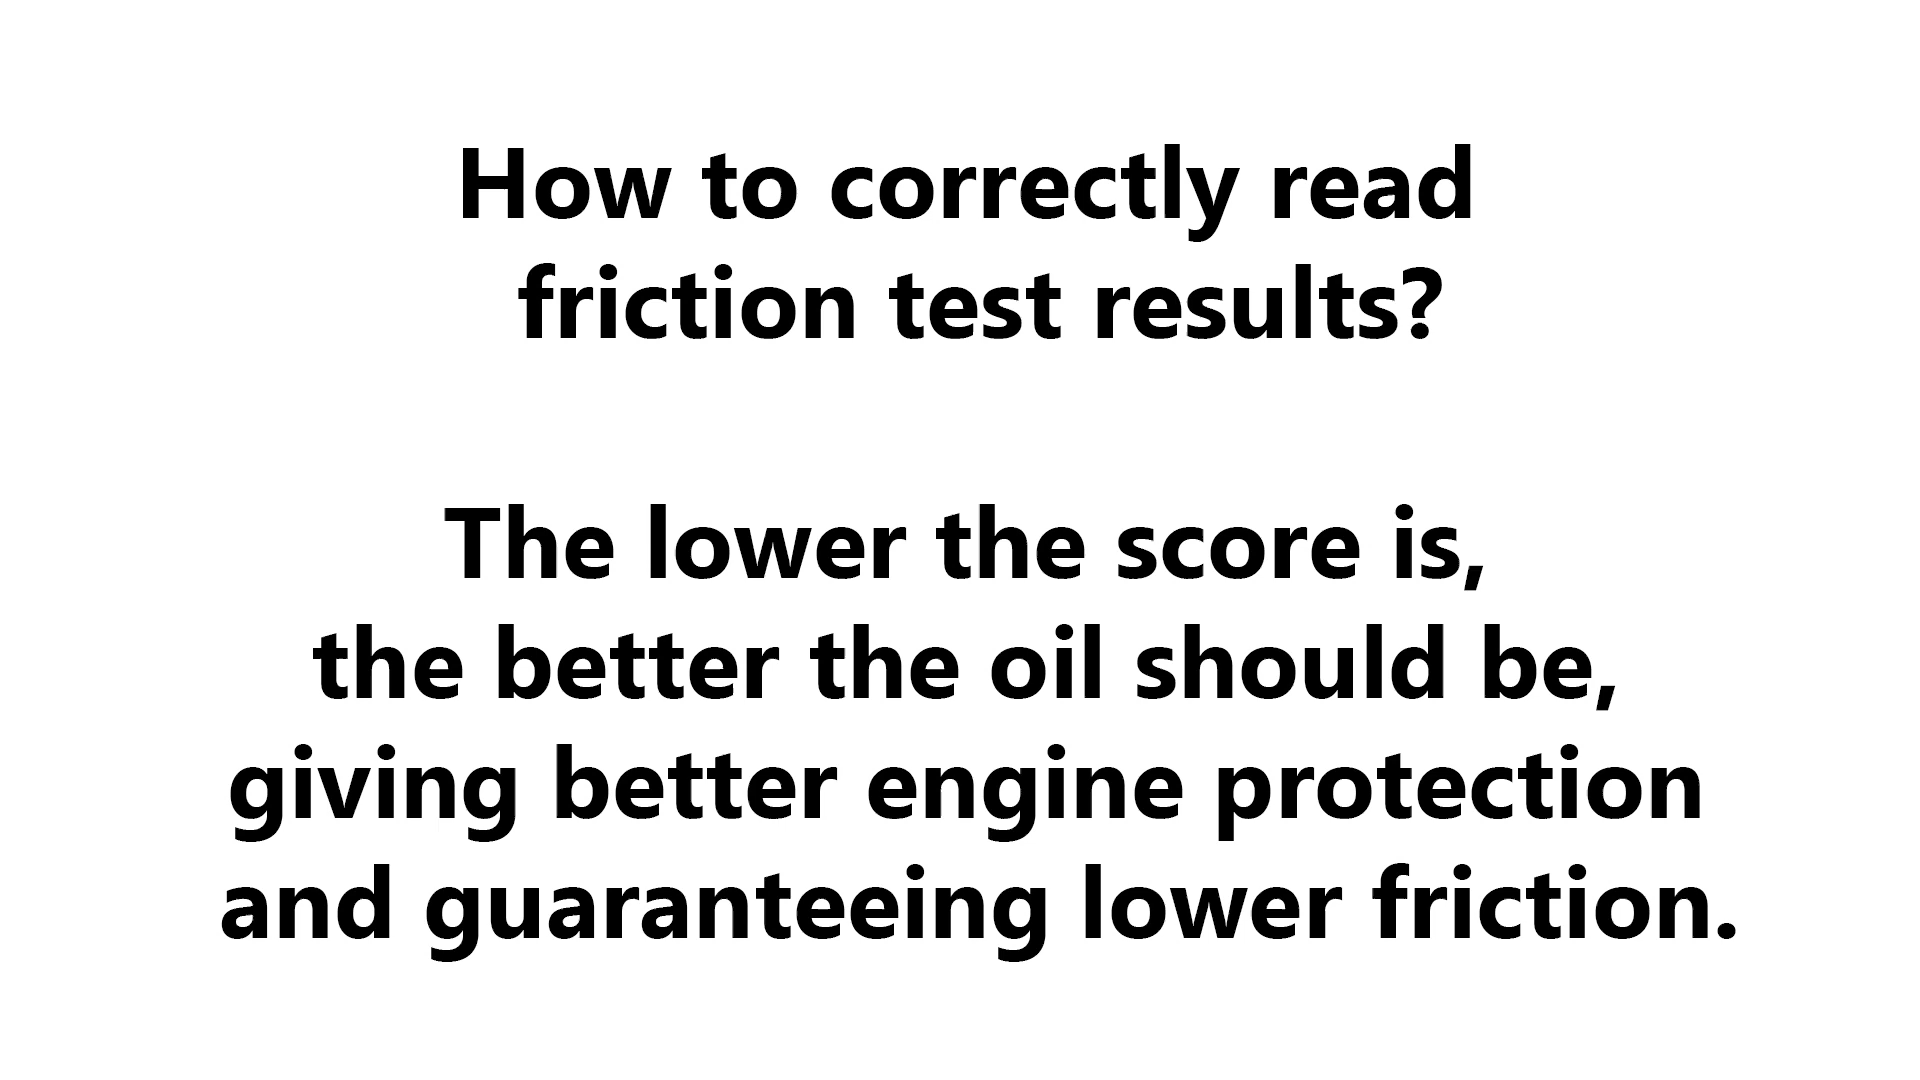 How to correctly read
friction test results?
The lower the score is,
the better the oil should be,
giving better engine protection
and guaranteeing lower friction.